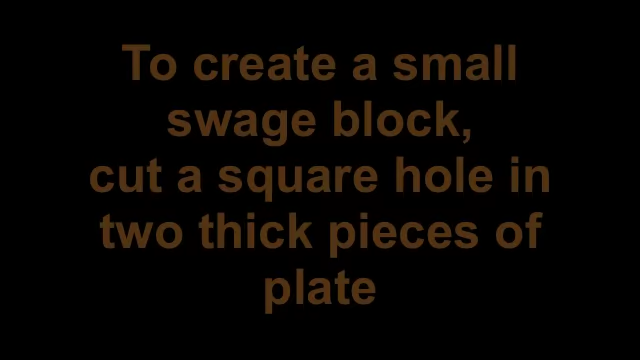 To create a small
swage block,
cut a square hole in
two thick pieces of
plate